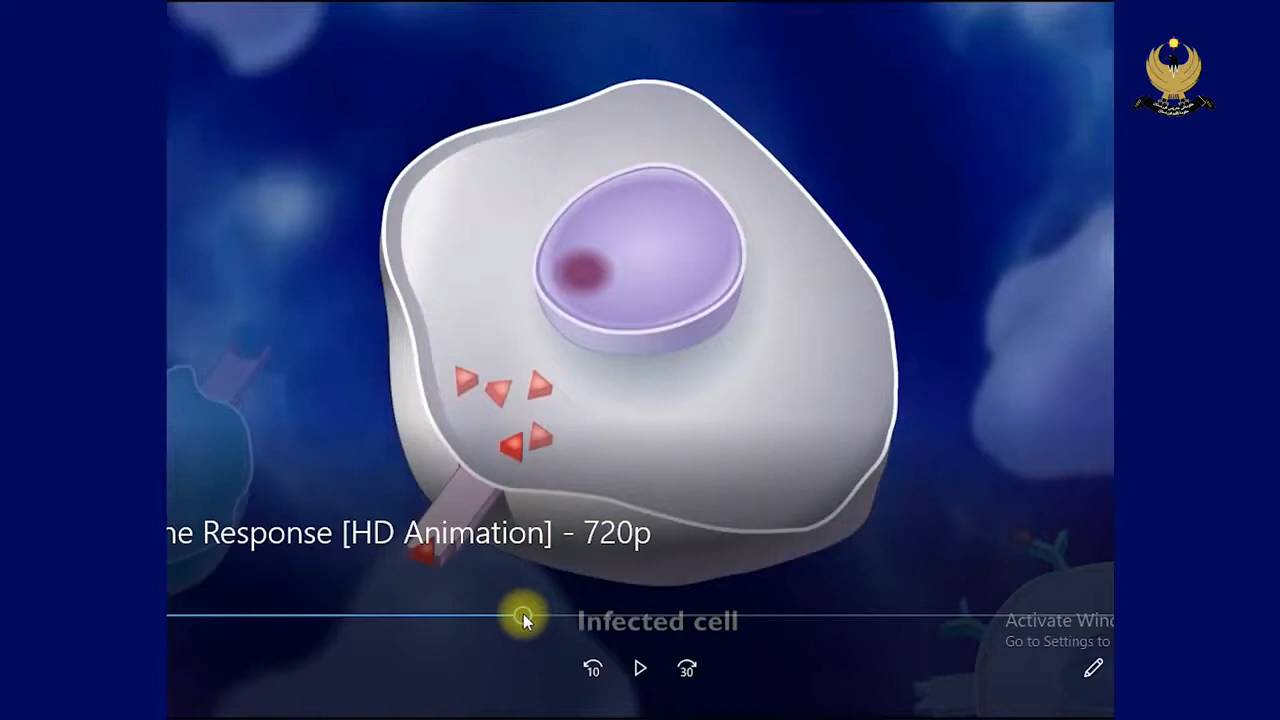 ne Response [HD Animation] - 720p
Infected cell
Activate Wind
Go to Settings to
10
30